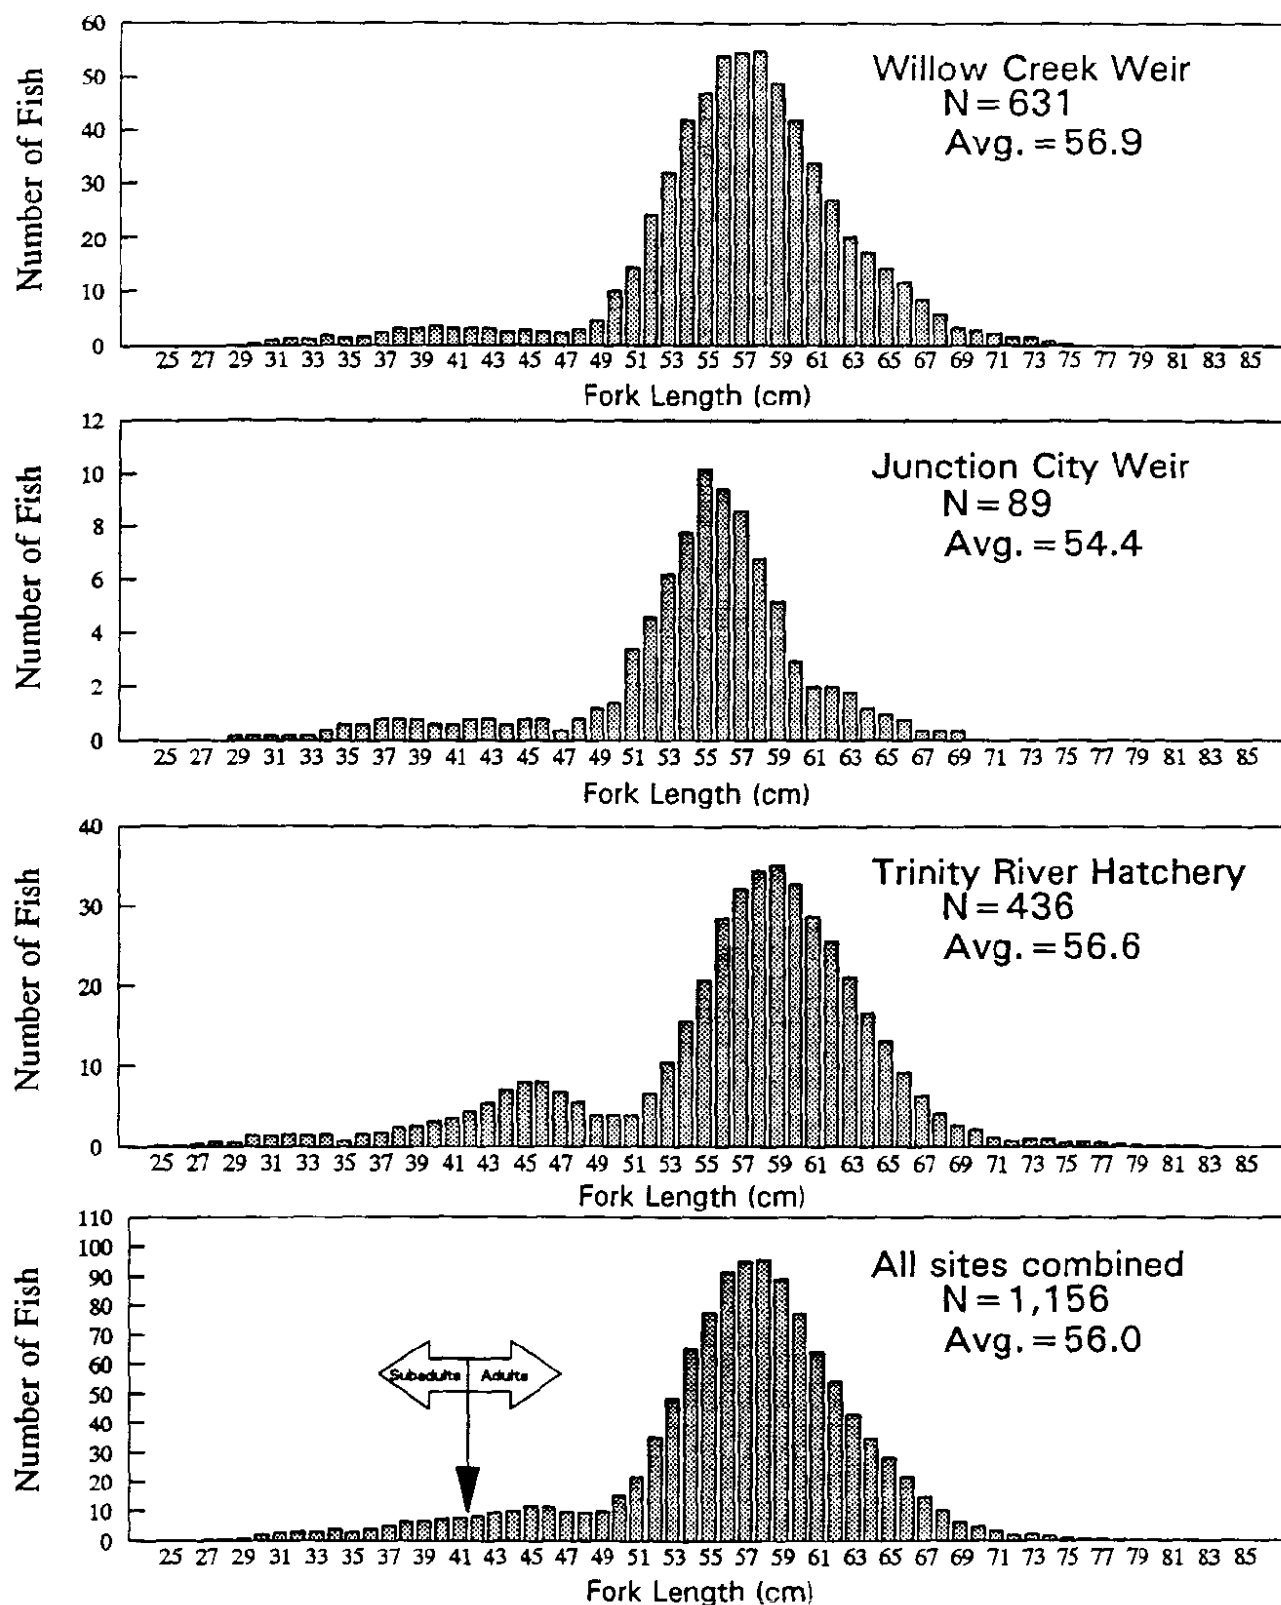 60
50
40
30
20
10
0
Number of Fish
Willow Creek Weir
N=631
Avg.=56.9
25 27 29 31 33 35 37 39 41 43 45 47 49 51 53 55 57 59 61 63 65 67 69 71 73 75 77 79 81 83 85
Fork Length (cm)
12
10
8
6
4
2
0
Number of Fish
Junction City Weir
N=89
Avg.=54.4
25 27 29 31 33 35 37 39 41 43 45 47 49 51 53 55 57 59 61 63 65 67 69 71 73 75 77 79 81 83 85
Fork Length (cm)
40
30
20
10
0
Number of Fish
Trinity River Hatchery
N=436
Avg.=56.6
25 27 29 31 33 35 37 39 41 43 45 47 49 51 53 55 57 59 61 63 65 67 69 71 73 75 77 79 81 83 85
Fork Length (cm)
110
100
90
80
70
60
50
40
30
20
10
0
Number of Fish
All sites combined
N=1,156
Avg.=56.0
Subadults Adults
25 27 29 31 33 35 37 39 41 43 45 47 49 51 53 55 57 59 61 63 65 67 69 71 73 75 77 79 81 83 85
Fork Length (cm)